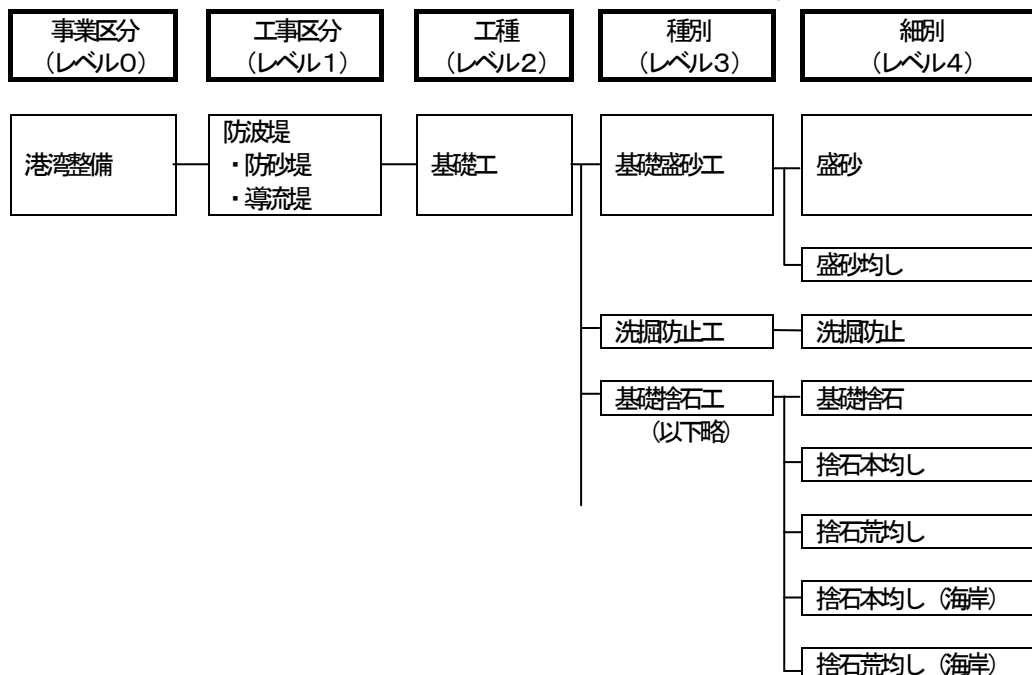 事業区分
(レベル0)
工事区分
(レベル1)
工種
(レベル2)
種別
(レベル3)
細別
(レベル4)
港湾整備
防波堤
・防砂堤
・導流堤
基礎工
基礎盛砂工
盛砂
盛砂均し
洗掘防止工
洗掘防止
基礎捨石工
(以下略)
基礎捨石
捨石本均し
捨石荒均し
捨石本均し (海岸)
捨石荒均し (海岸)